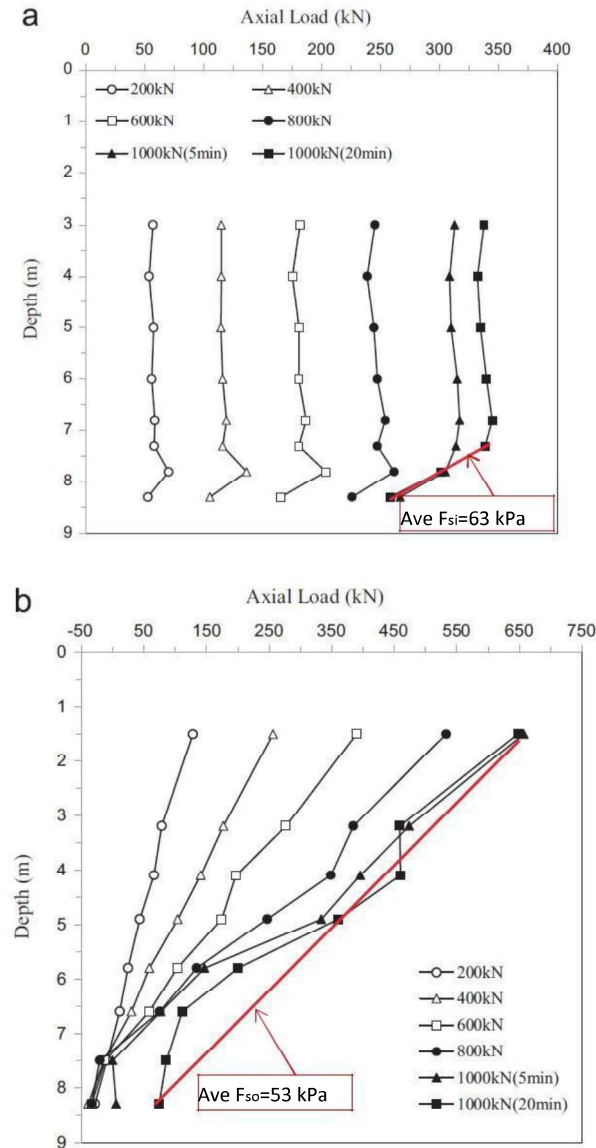 a
Axial Load (kN)
0 50 100 150 200 250 300 350 400
0
200kN 400kN
1
600kN 800kN
1000kN(5min) 1000kN(20min)
2
3
4
Depth (m)
5
6
7
8
Ave Fsi=63 kPa
9
b
Axial Load (kN)
-50 50 150 250 350 450 550 650 750
0
1
2
3
4
Depth (m)
5
6
200kN
400kN
7
600kN
800kN
8
Ave Fso=53 kPa
1000kN(5min)
1000kN(20min)
9